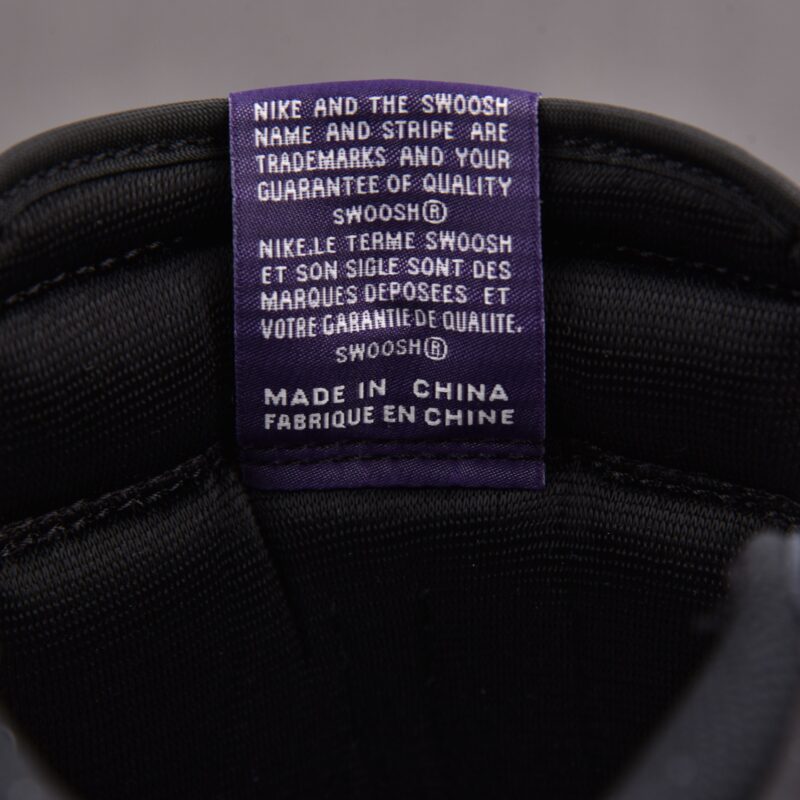 NIKE AND THE SWOOSH
NAME AND STRIPE ARE
TRADEMARKS AND YOUR
GUARANTEE OF QUALITY
SWOOSH®
NIKE.LE TERME SWOOSH
ET SON SIGLE SONT DES
MARQUES DEPOSEES ET
VOTRE GARANTIE DE QUALITE.
SWOOSH®
MADE IN CHINA
FABRIQUE EN CHINE